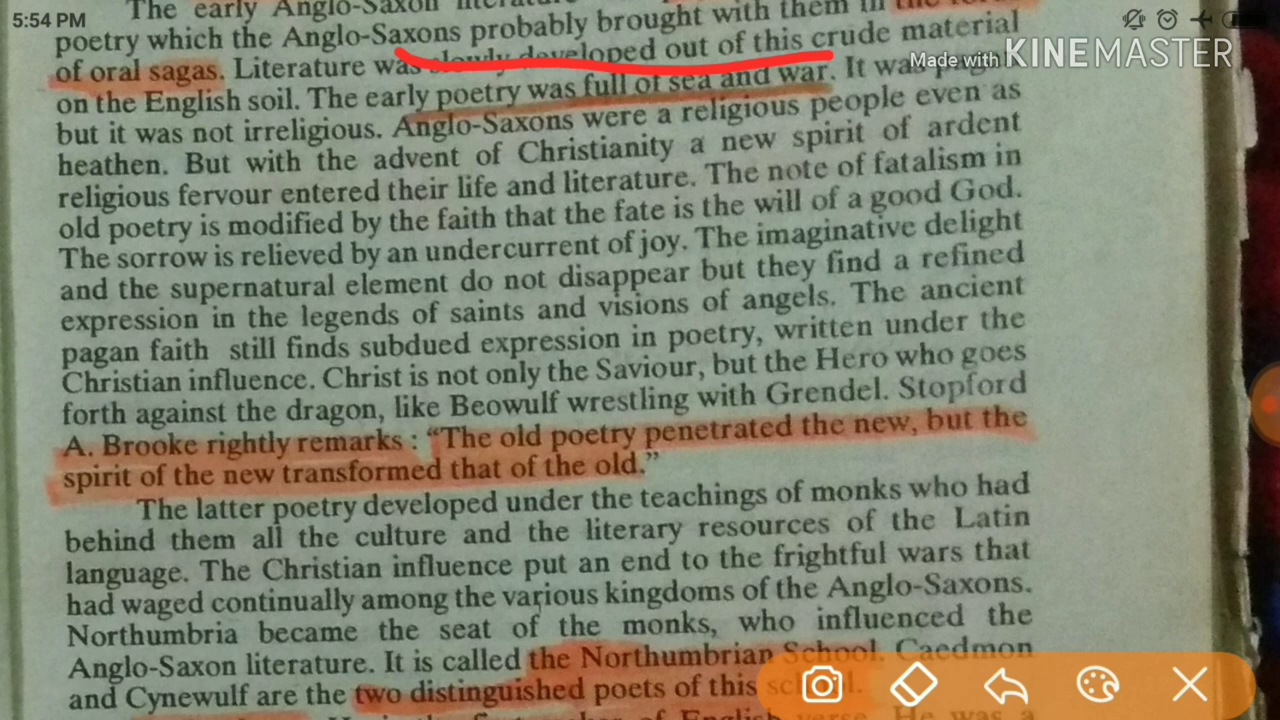 5:54 PM
Made with KINEMASTER
The early Anglo-Saxon
poetry which the Anglo-Saxons probably brought with them in
of oral sagas. Literature was slowly developed out of this crude material
on the English soil. The early poetry was full of sea and war. It was pagan
but it was not irreligious. Anglo-Saxons were a religious people even as
heathen. But with the advent of Christianity a new spirit of ardent
religious fervour entered their life and literature. The note of fatalism in
old poetry is modified by the faith that the fate is the will of a good God.
The sorrow is relieved by an undercurrent of joy. The imaginative delight
and the supernatural element do not disappear but they find a refined
expression in the legends of saints and visions of angels. The ancient
pagan faith still finds subdued expression in poetry, written under the
Christian influence. Christ is not only the Saviour, but the Hero who goes
forth against the dragon, like Beowulf wrestling with Grendel. Stopford
A. Brooke rightly remarks : “The old poetry penetrated the new, but the
spirit of the new transformed that of the old.”
The latter poetry developed under the teachings of monks who had
behind them all the culture and the literary resources of the Latin
language. The Christian influence put an end to the frightful wars that
had waged continually among the various kingdoms of the Anglo-Saxons.
Northumbria became the seat of the monks, who influenced the
Anglo-Saxon literature. It is called the Northumbrian School. Caedmon
and Cynewulf are the two distinguished poets of this school.
of English verse. He was a